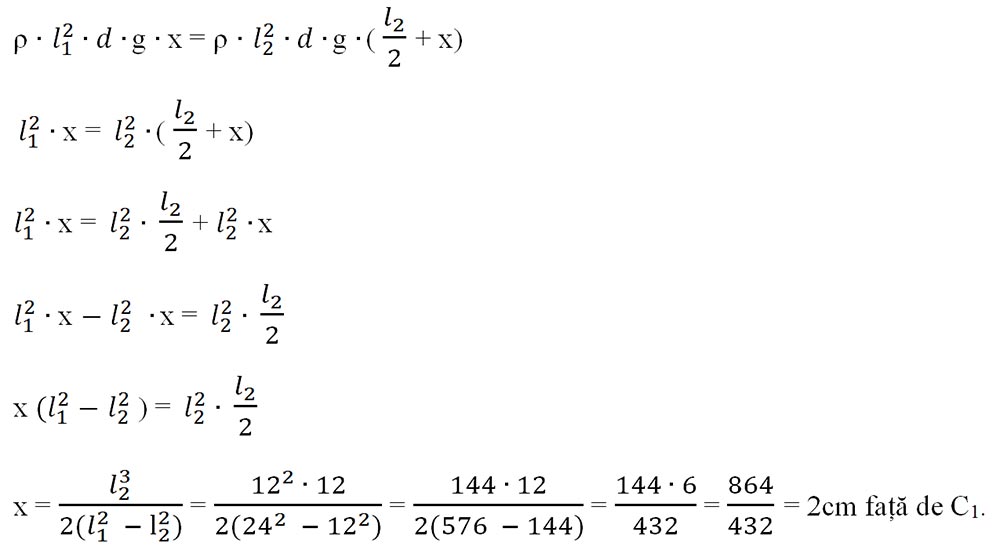 ρ · l₁² · d · g · x = ρ · l₂² · d · g · ( l₂/2 + x)
l₁² · x = l₂² · ( l₂/2 + x)
l₁² · x = l₂² · l₂/2 + l₂² · x
l₁² · x − l₂² · x = l₂² · l₂/2
x (l₁² − l₂² ) = l₂² · l₂/2
x = l₂³/2(l₁² − l₂²) = 12² · 12/2(24² − 12²) = 144 · 12/2(576 − 144) = 144 · 6/432 = 864/432 = 2cm față de C₁.